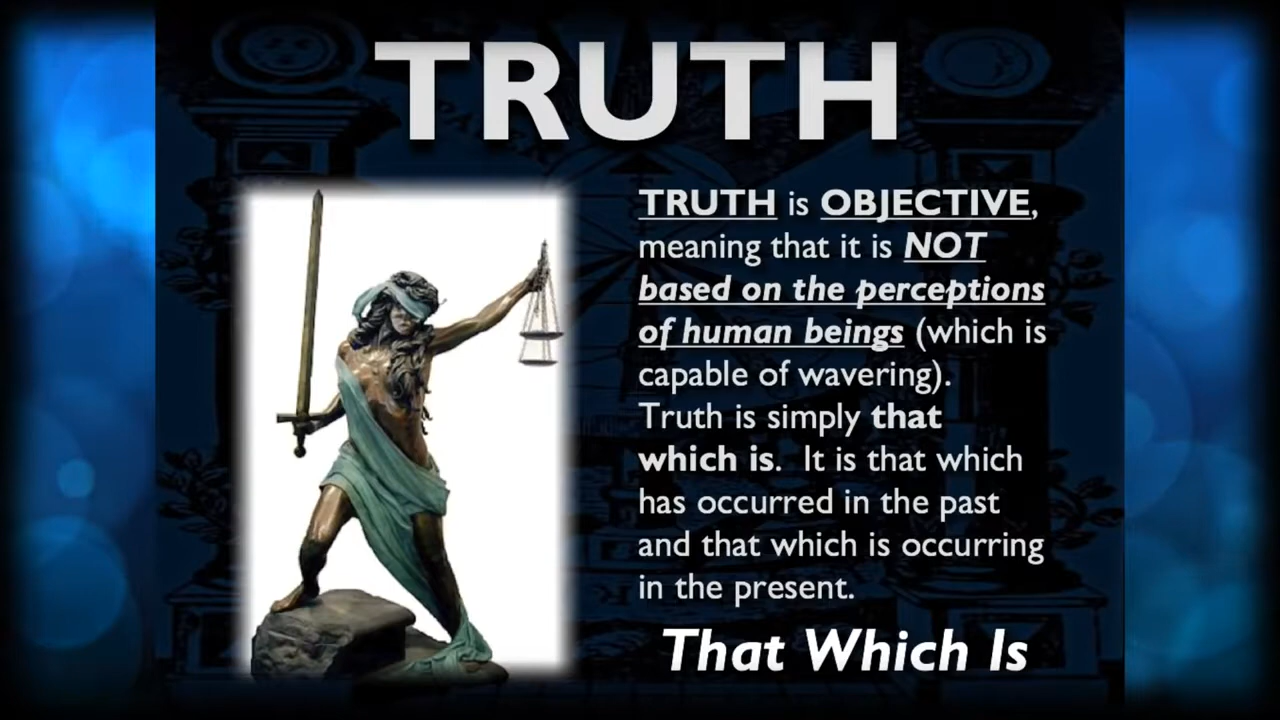 TRUTH
TRUTH is OBJECTIVE,
meaning that it is NOT
based on the perceptions
of human beings (which is
capable of wavering).
Truth is simply that
which is. It is that which
has occurred in the past
and that which is occurring
in the present.
That Which Is